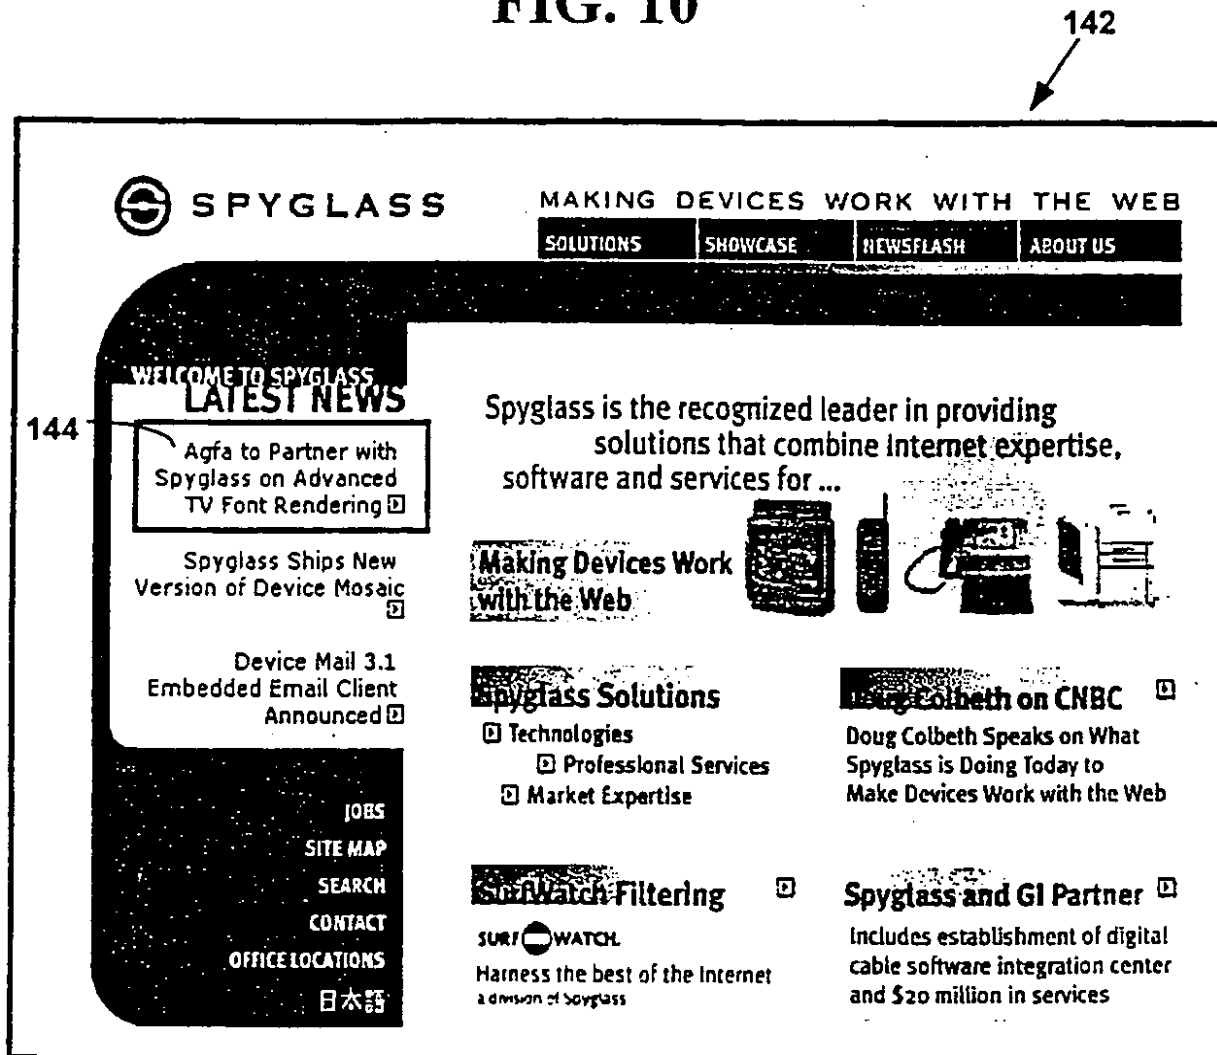 FIG. 10
142
SPYGLASS
MAKING DEVICES WORK WITH THE WEB
SOLUTIONS
SHOWCASE
NEWSFLASH
ABOUT US
WELCOME TO SPYGLASS
LATEST NEWS
144
Agfa to Partner with
Spyglass on Advanced
TV Font Rendering
Spyglass Ships New
Version of Device Mosaic
Device Mail 3.1
Embedded Email Client
Announced
JOBS
SITE MAP
SEARCH
CONTACT
OFFICE LOCATIONS
日本語
Spyglass is the recognized leader in providing
solutions that combine Internet expertise,
software and services for ...
Making Devices Work
with the Web
Spyglass Solutions
Technologies
Professional Services
Market Expertise
Doug Colbeth on CNBC
Doug Colbeth Speaks on What
Spyglass is Doing Today to
Make Devices Work with the Web
SurfWatch Filtering
SURF WATCH.
Harness the best of the Internet
a division of Spyglass
Spyglass and GI Partner
Includes establishment of digital
cable software integration center
and $20 million in services